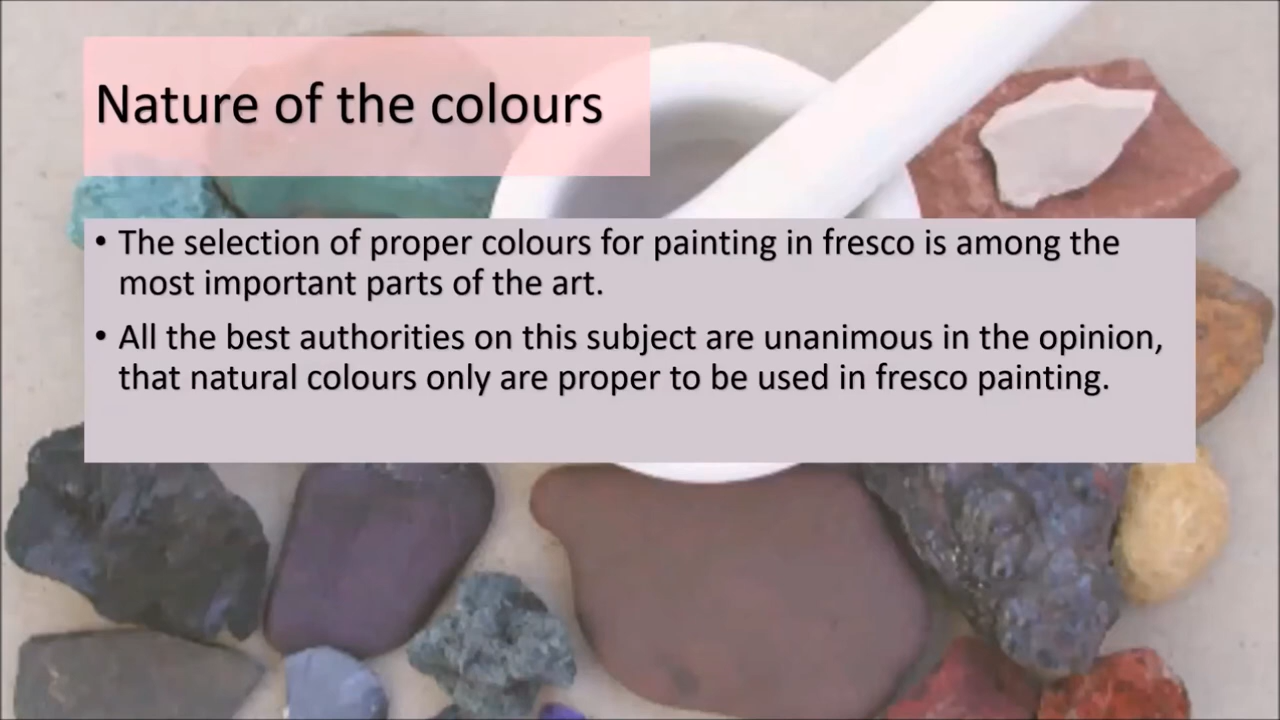 Nature of the colours
• The selection of proper colours for painting in fresco is among the
most important parts of the art.
• All the best authorities on this subject are unanimous in the opinion,
that natural colours only are proper to be used in fresco painting.